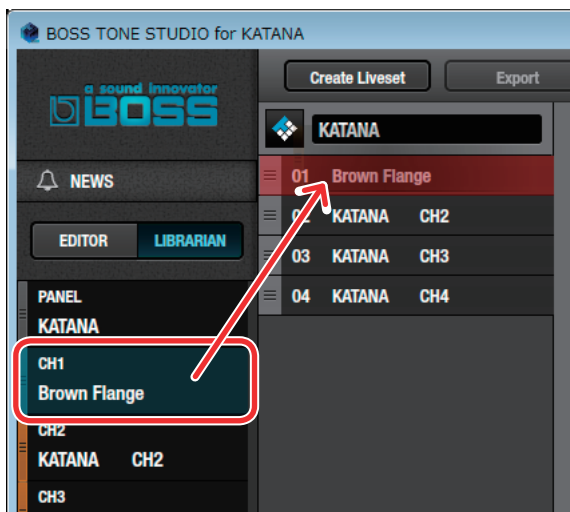 BOSS TONE STUDIO for KATANA
a sound innovator
BOSS
NEWS
EDITOR LIBRARIAN
PANEL
KATANA
CH1
Brown Flange
CH2
KATANA CH2
CH3
Create Liveset Export
KATANA
01 Brown Flange
02 KATANA CH2
03 KATANA CH3
04 KATANA CH4